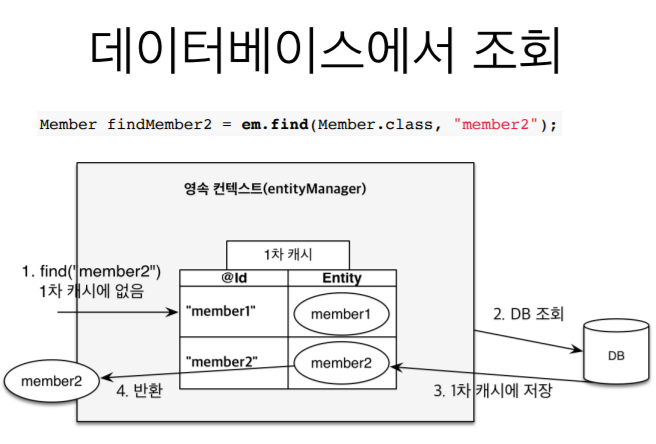 데이터베이스에서 조회
Member findMember2 = em.find(Member.class, "member2");
영속 컨텍스트(entityManager)
1차 캐시
1. find("member2")
1차 캐시에 없음
@Id
Entity
"member1"
member1
2. DB 조회
DB
"member2"
member2
member2
4. 반환
3. 1차 캐시에 저장